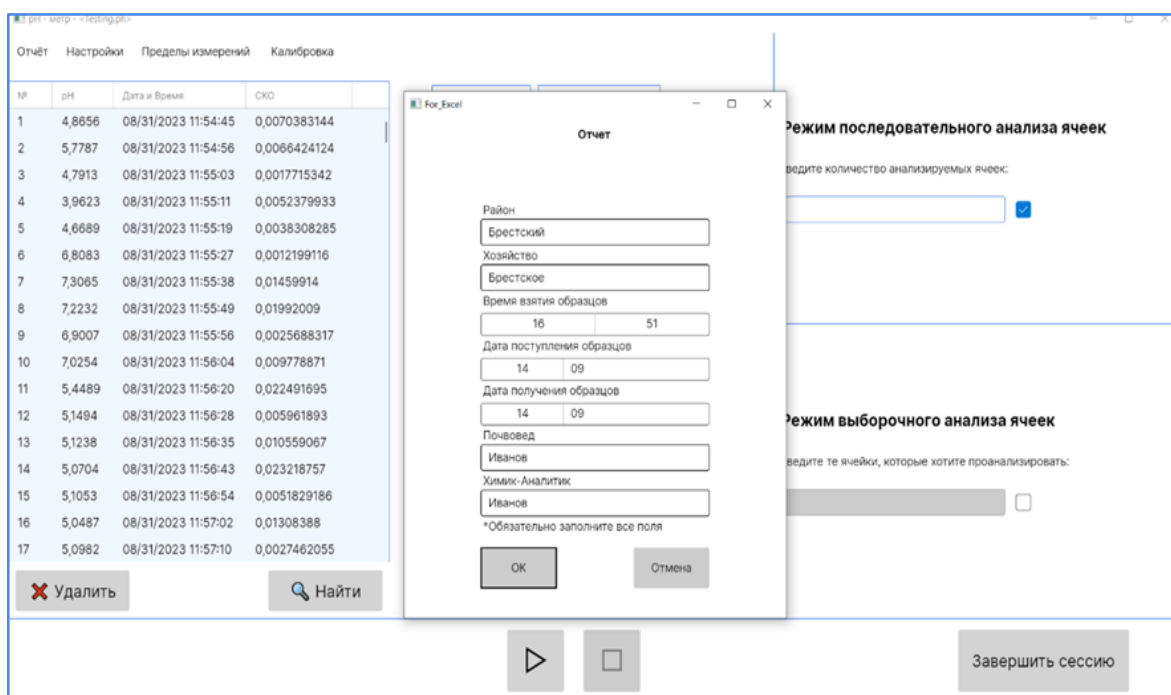 pH - метр - <Testing.ph>
Отчёт Настройки Пределы измерений Калибровка
№ pH Дата и Время СКО
1 4,8656 08/31/2023 11:54:45 0,0070383144
2 5,7787 08/31/2023 11:54:56 0,0066424124
3 4,7913 08/31/2023 11:55:03 0,0017715342
4 3,9623 08/31/2023 11:55:11 0,0052379933
5 4,6689 08/31/2023 11:55:19 0,0038308285
6 6,8083 08/31/2023 11:55:27 0,0012199116
7 7,3065 08/31/2023 11:55:38 0,01459914
8 7,2232 08/31/2023 11:55:49 0,01992009
9 6,9007 08/31/2023 11:55:56 0,0025688317
10 7,0254 08/31/2023 11:56:04 0,009778871
11 5,4489 08/31/2023 11:56:20 0,022491695
12 5,1494 08/31/2023 11:56:28 0,005961893
13 5,1238 08/31/2023 11:56:35 0,010559067
14 5,0704 08/31/2023 11:56:43 0,023218757
15 5,1053 08/31/2023 11:56:54 0,0051829186
16 5,0487 08/31/2023 11:57:02 0,01308388
17 5,0982 08/31/2023 11:57:10 0,0027462055
Удалить Найти
For_Excel
Отчет
Район
Брестский
Хозяйство
Брестское
Время взятия образцов
16 51
Дата поступления образцов
14 09
Дата получения образцов
14 09
Почвовед
Иванов
Химик-Аналитик
Иванов
*Обязательно заполните все поля
ОК Отмена
Режим последовательного анализа ячеек
ведите количество анализируемых ячеек:
Режим выборочного анализа ячеек
ведите те ячейки, которые хотите проанализировать:
Завершить сессию